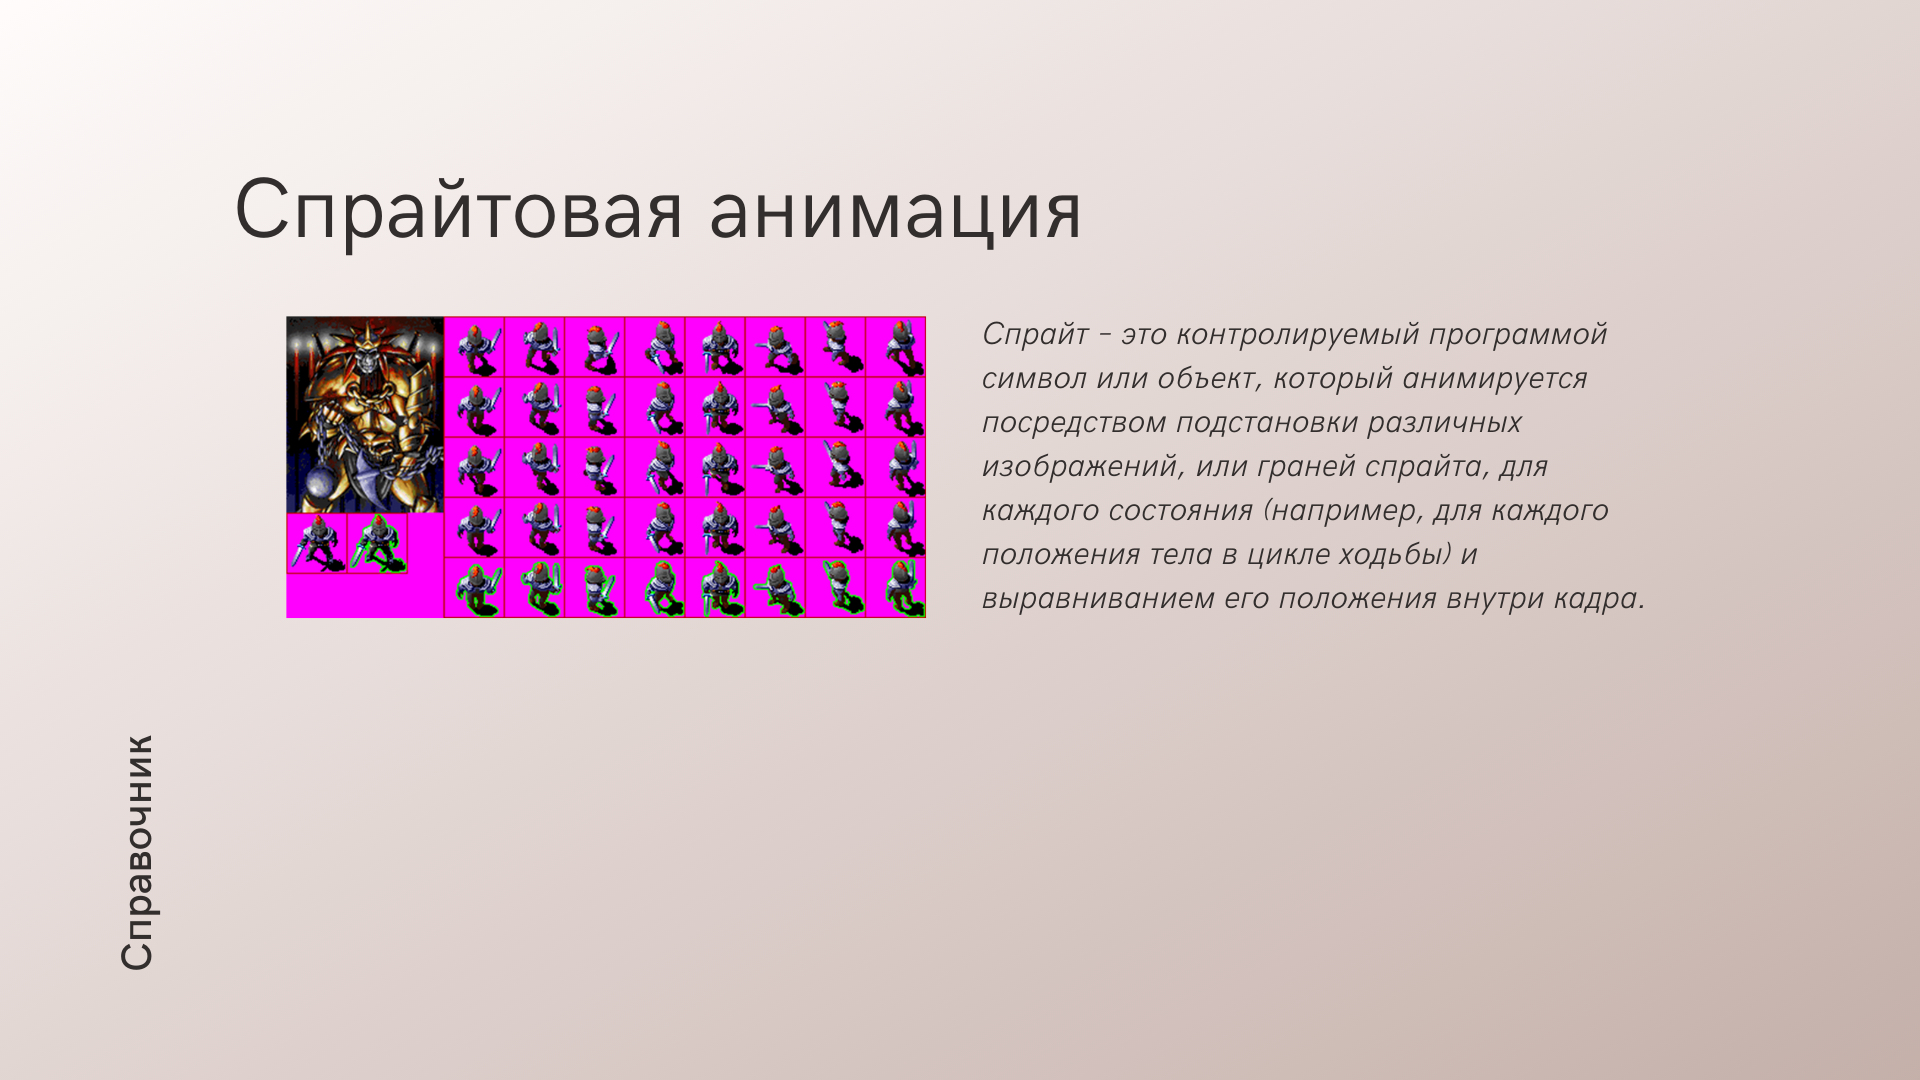 Спрайтовая анимация
Спрайт – это контролируемый программой
символ или объект, который анимируется
посредством подстановки различных
изображений, или граней спрайта, для
каждого состояния (например, для каждого
положения тела в цикле ходьбы) и
выравниванием его положения внутри кадра.
Справочник